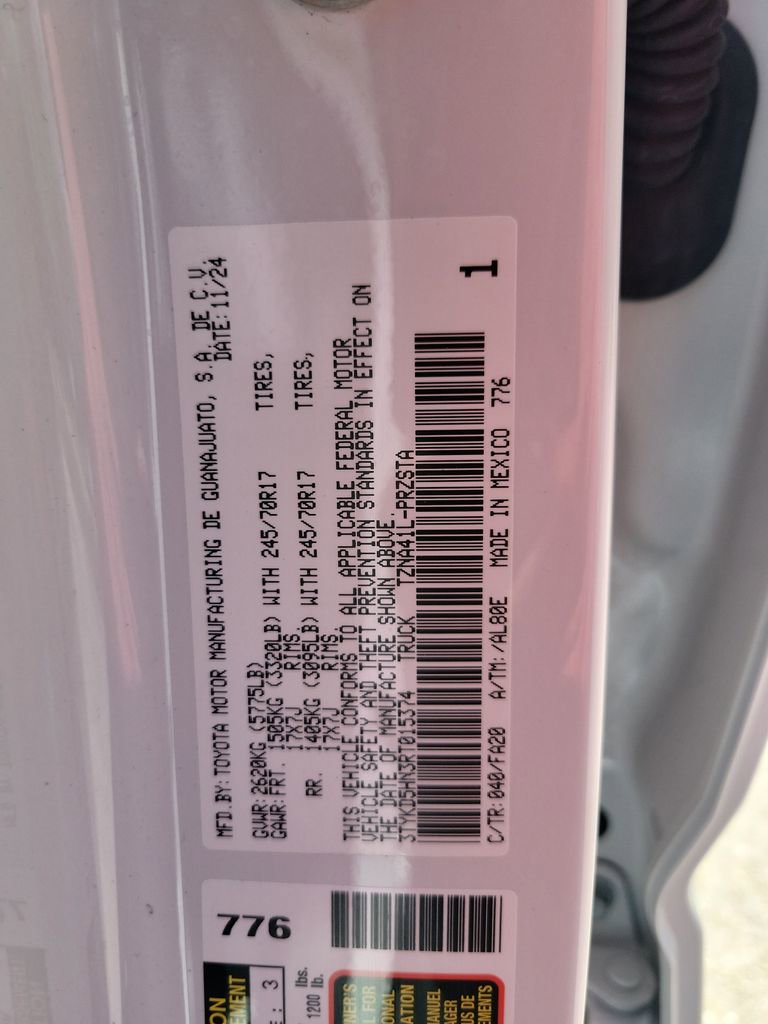 MFD.BY:TOYOTA MOTOR MANUFACTURING DE GUANAJUATO, S.A. DE C.V.
DATE:11/24
GVWR:2620KG (5775LB)
GAWR:FRT. 1505KG (3320LB) WITH 245/70R17 TIRES,
17X7J RIMS.
RR. 1405KG (3095LB) WITH 245/70R17 TIRES,
17X7J RIMS.
THIS VEHICLE CONFORMS TO ALL APPLICABLE FEDERAL MOTOR
VEHICLE SAFETY AND THEFT PREVENTION STANDARDS IN EFFECT ON
THE DATE OF MANUFACTURE SHOWN ABOVE.
3TYKD5HN3RT015374 TRUCK TZNA41L-PRZSTA
1
C/TR:040/FA20 A/TM:/AL80E MADE IN MEXICO 776
776
3
lbs.
1200 lb.